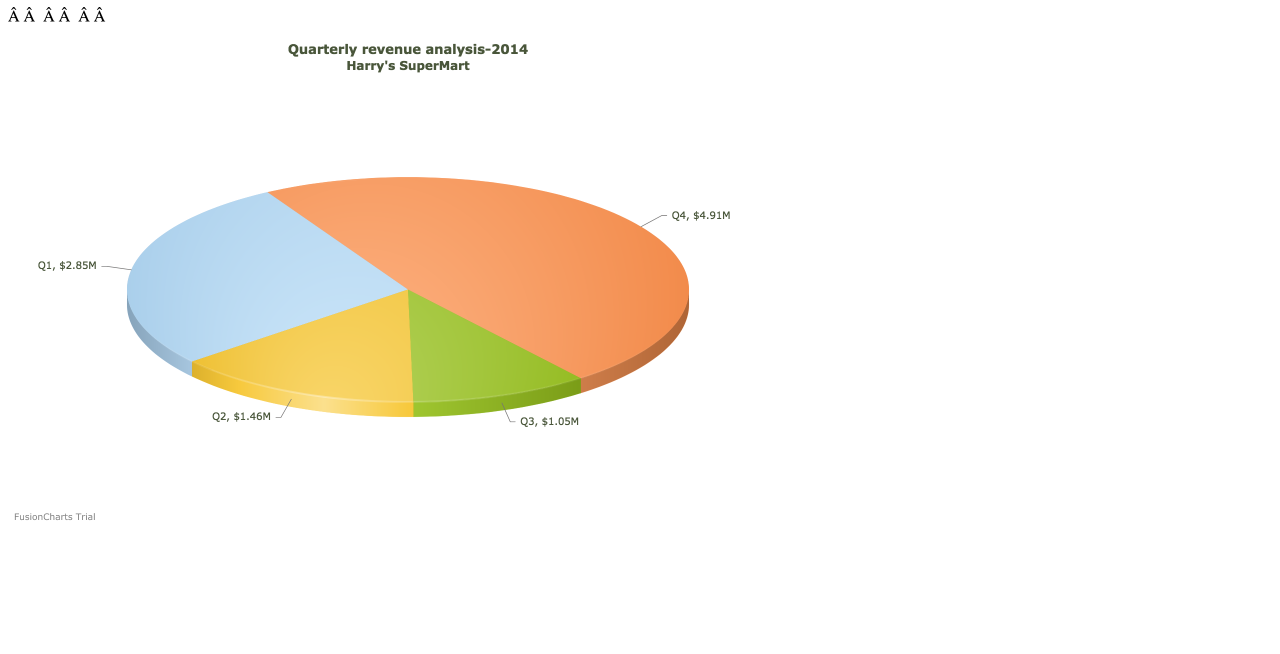 Â Â  Â Â  Â Â
Quarterly revenue analysis-2014
Harry's SuperMart
Q4, $4.91M
Q1, $2.85M
Q2, $1.46M
Q3, $1.05M
FusionCharts Trial